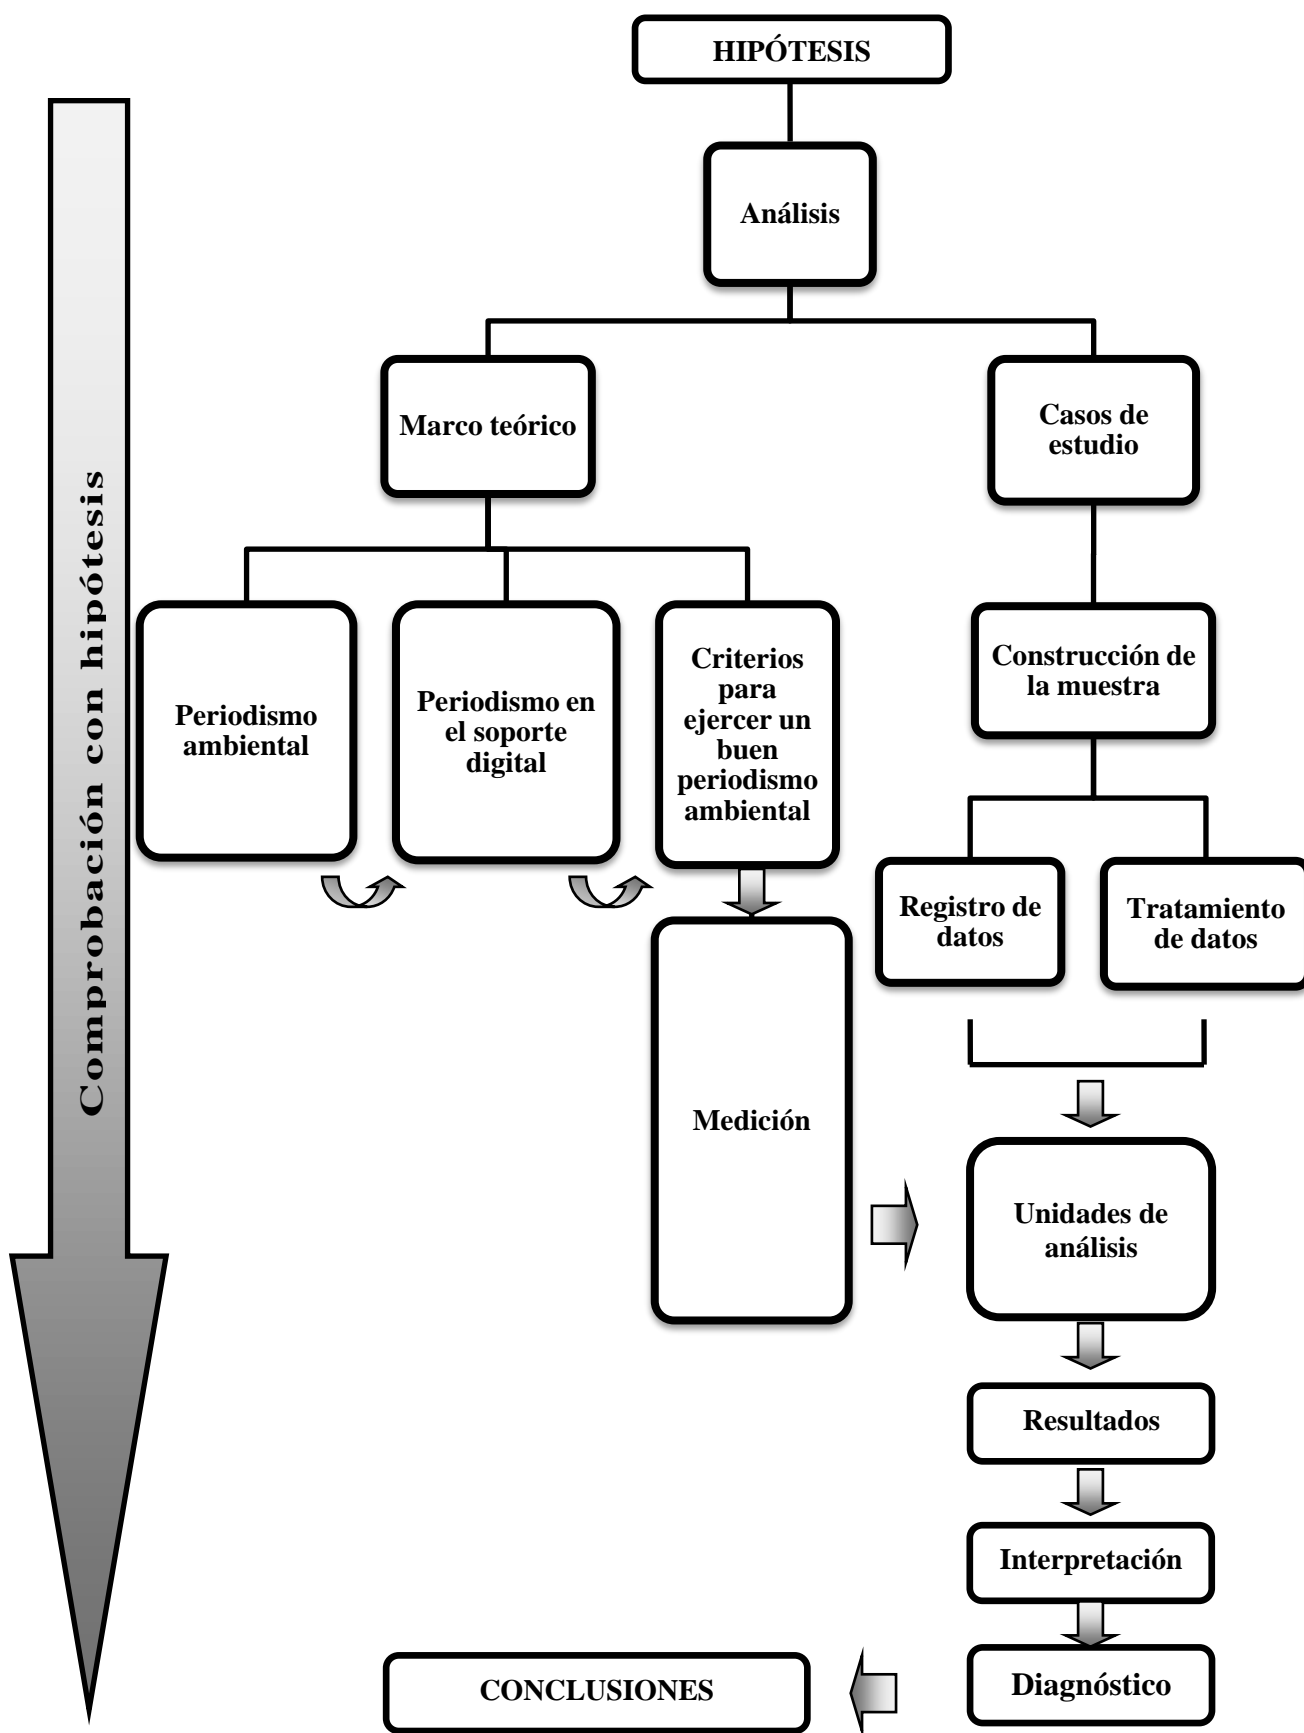 HIPÓTESIS
Análisis
Marco teórico
Casos de
estudio
Comprobación con hipótesis
Periodismo
ambiental
Periodismo en
el soporte
digital
Criterios
para
ejercer un
buen
periodismo
ambiental
Construcción de
la muestra
Registro de
datos
Tratamiento
de datos
Medición
Unidades de
análisis
Resultados
Interpretación
Diagnóstico
CONCLUSIONES